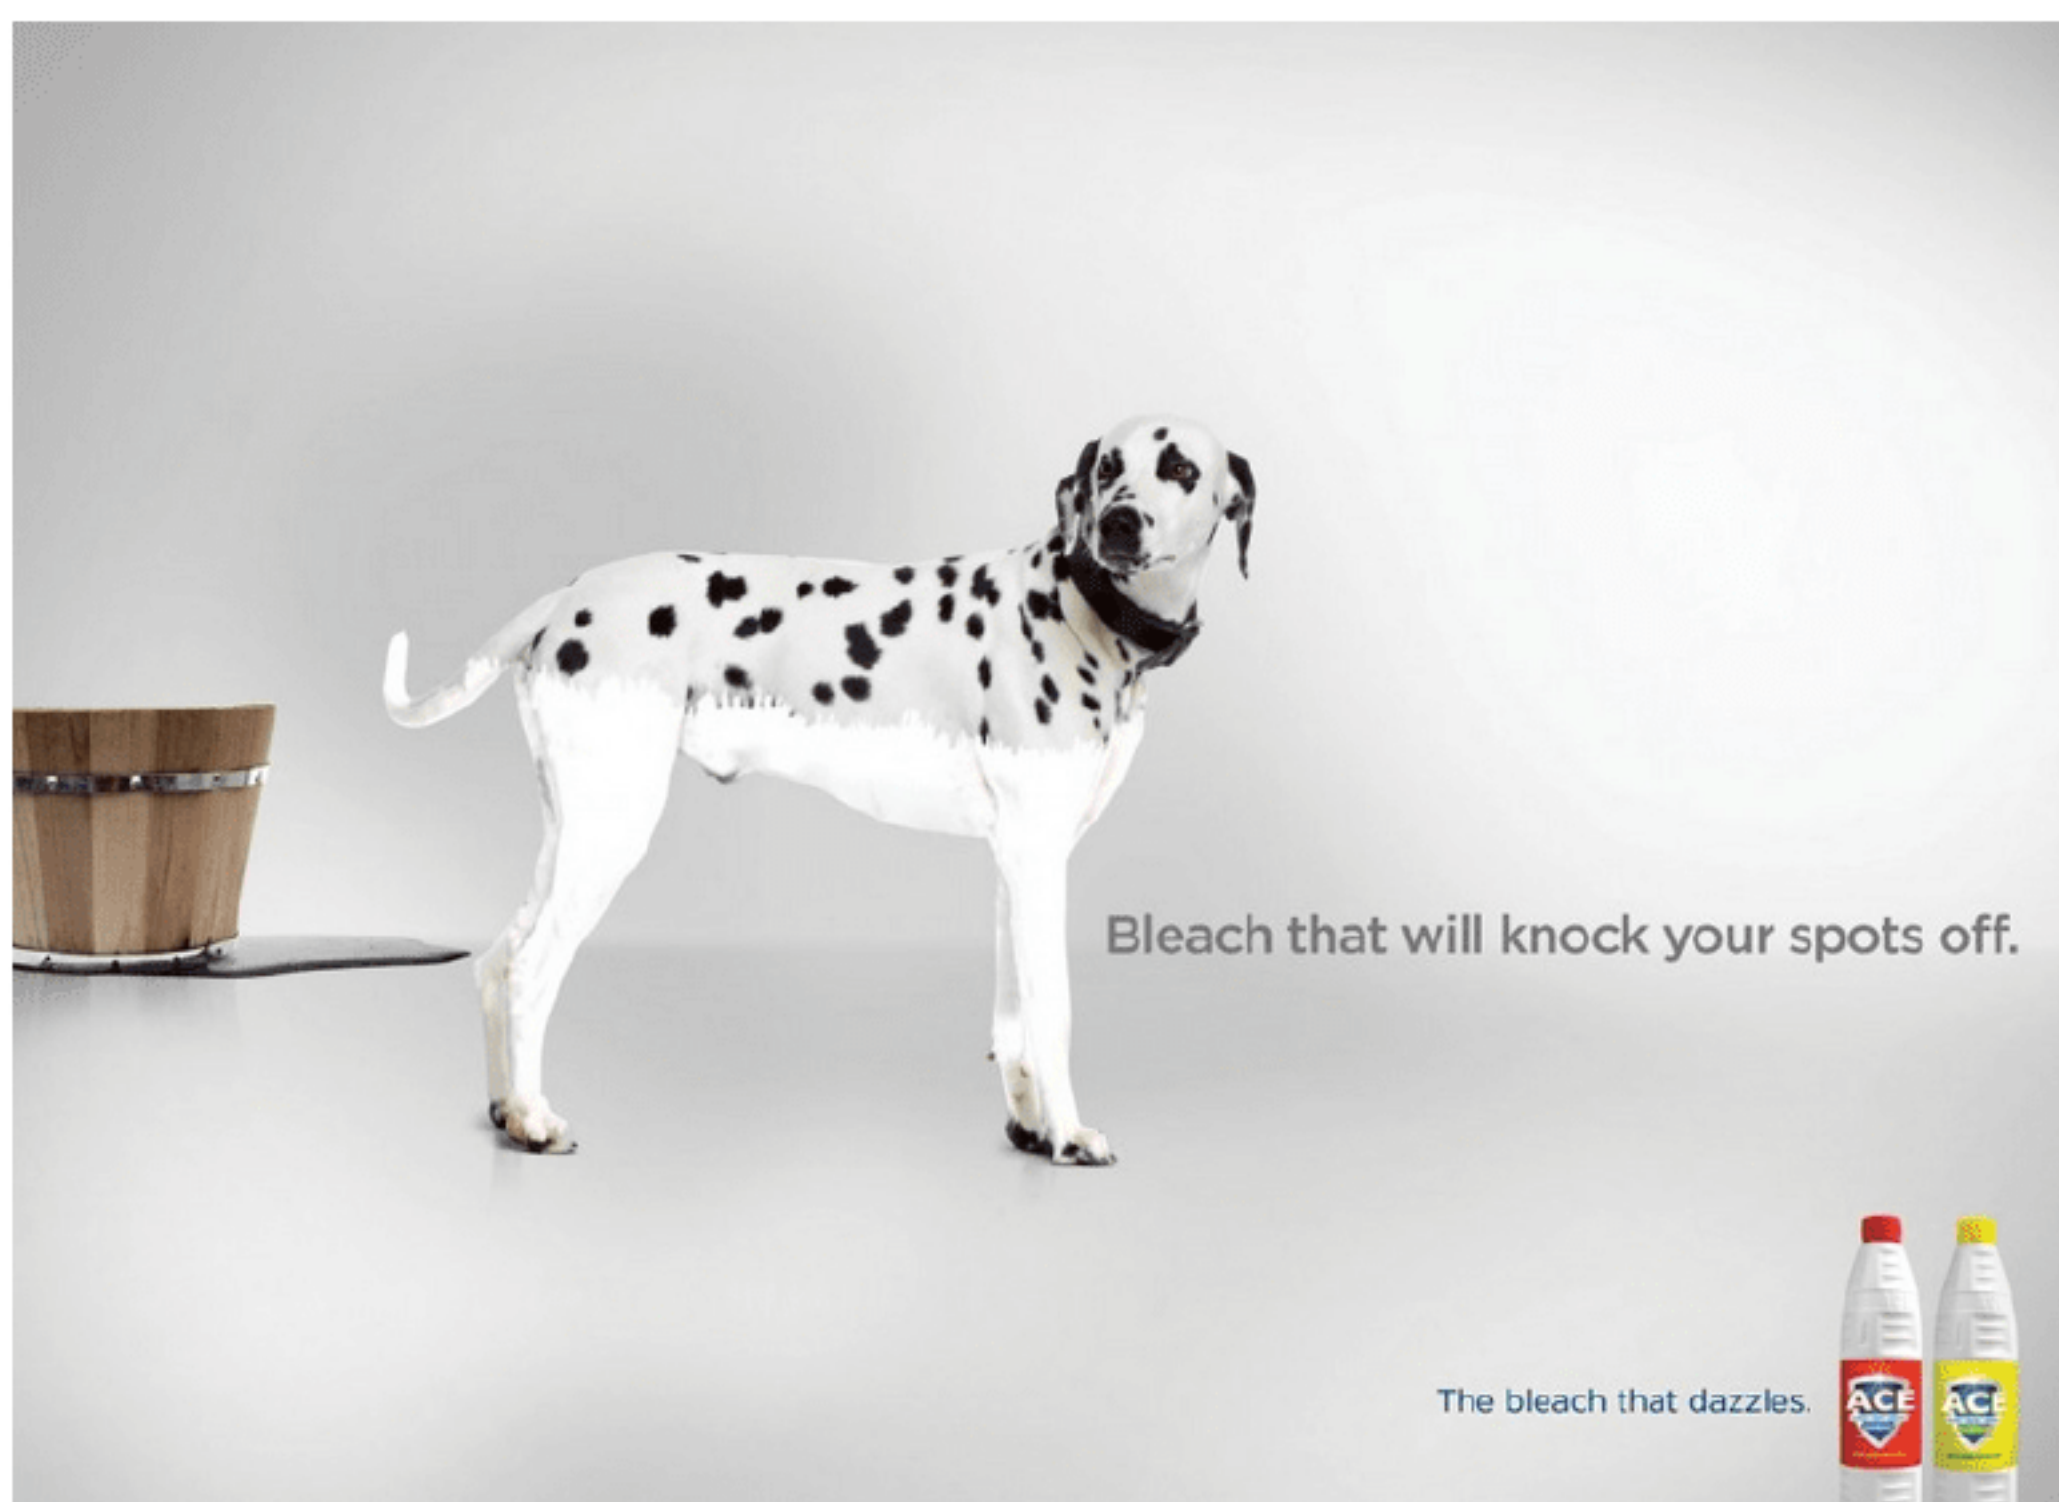 Bleach that will knock your spots off.
The bleach that dazzles.
ACE
ACE